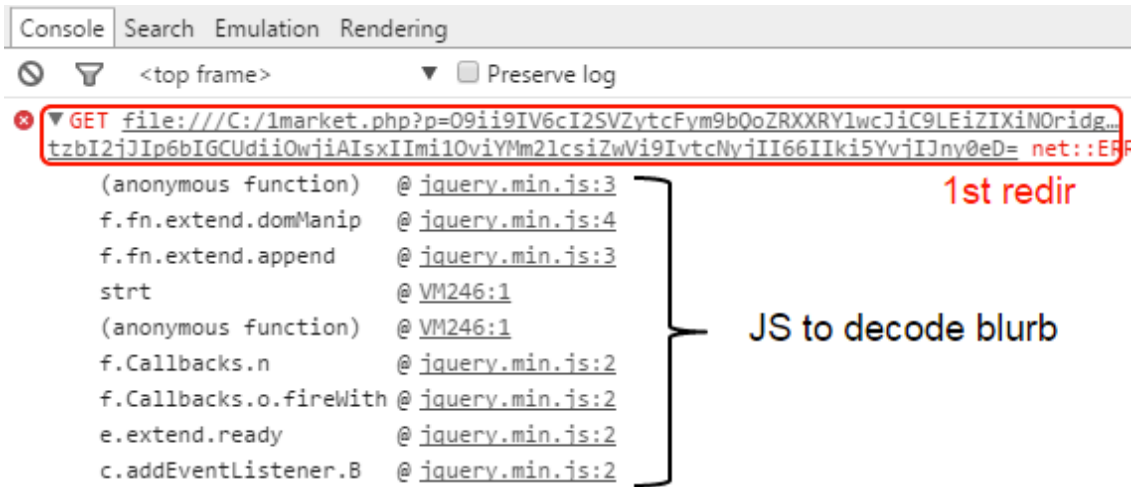 Console Search Emulation Rendering
<top frame> ▼ Preserve log
▼GET file:///C:/1market.php?p=O9ii9IV6cI2SVZytcFym9bQoZRXXRYlwcJiC9LEiZIXiNOridg…
tzbI2jJIp6bIGCUdiiOwjiAIsxIImi1OviYMm2lcsiZwVi9IvtcNyjII66IIki5YvjIJny0eD= net::ERR
1st redir
(anonymous function) @ jquery.min.js:3
f.fn.extend.domManip @ jquery.min.js:4
f.fn.extend.append @ jquery.min.js:3
strt @ VM246:1
(anonymous function) @ VM246:1
JS to decode blurb
f.Callbacks.n @ jquery.min.js:2
f.Callbacks.o.fireWith @ jquery.min.js:2
e.extend.ready @ jquery.min.js:2
c.addEventListener.B @ jquery.min.js:2